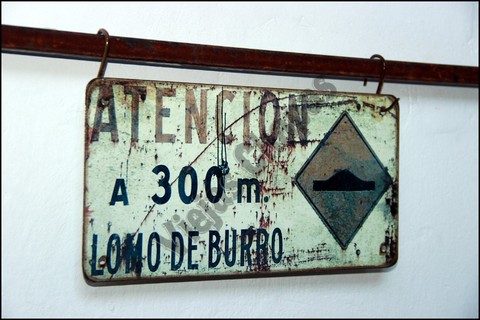 ATENCION
A 300 m.
LOMO DE BURRO